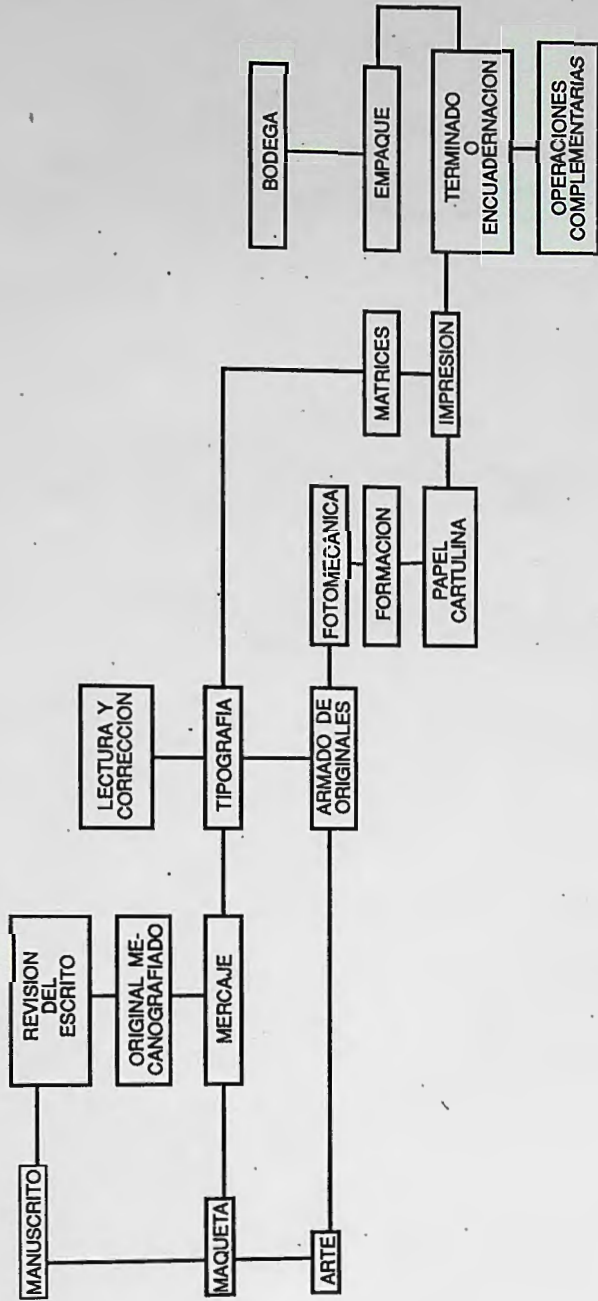 MANUSCRITO
REVISION
DEL
ESCRITO
ORIGINAL ME-
CANOGRAFIADO
MAQUETA
MERCAJE
ARTE
LECTURA Y
CORRECCION
TIPOGRAFIA
ARMADO DE
ORIGINALES
FOTOMECANICA
FORMACION
PAPEL
CARTULINA
MATRICES
IMPRESION
BODEGA
EMPAQUE
TERMINADO
O
ENCUADERNACION
OPERACIONES
COMPLEMENTARIAS